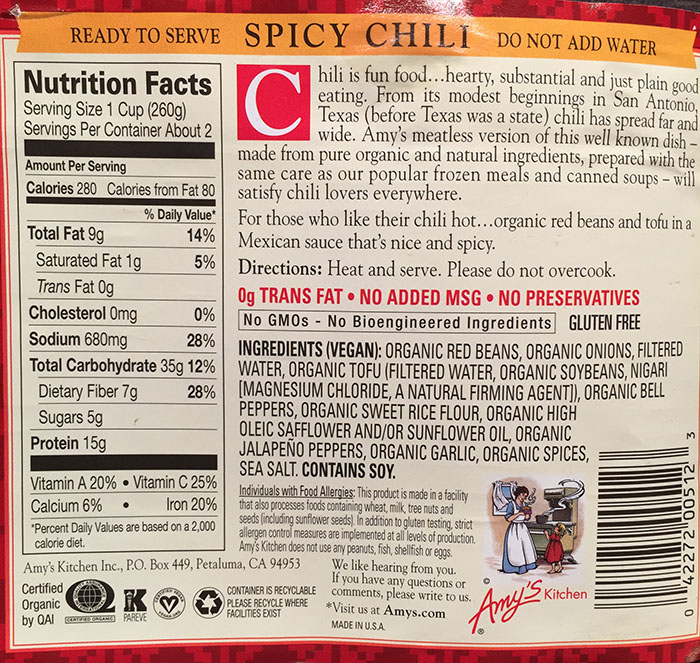 READY TO SERVE SPICY CHILI DO NOT ADD WATER
Nutrition Facts
Serving Size 1 Cup (260g)
Servings Per Container About 2
Amount Per Serving
Calories 280 Calories from Fat 80
% Daily Value*
Total Fat 9g 14%
Saturated Fat 1g 5%
Trans Fat 0g
Cholesterol 0mg 0%
Sodium 680mg 28%
Total Carbohydrate 35g 12%
Dietary Fiber 7g 28%
Sugars 5g
Protein 15g
Vitamin A 20% • Vitamin C 25%
Calcium 6% • Iron 20%
*Percent Daily Values are based on a 2,000
calorie diet.
Chili is fun food...hearty, substantial and just plain good
eating. From its modest beginnings in San Antonio,
Texas (before Texas was a state) chili has spread far and
wide. Amy's meatless version of this well known dish –
made from pure organic and natural ingredients, prepared with the
same care as our popular frozen meals and canned soups – will
satisfy chili lovers everywhere.
For those who like their chili hot...organic red beans and tofu in a
Mexican sauce that's nice and spicy.
Directions: Heat and serve. Please do not overcook.
0g TRANS FAT • NO ADDED MSG • NO PRESERVATIVES
No GMOs - No Bioengineered Ingredients GLUTEN FREE
INGREDIENTS (VEGAN): ORGANIC RED BEANS, ORGANIC ONIONS, FILTERED
WATER, ORGANIC TOFU (FILTERED WATER, ORGANIC SOYBEANS, NIGARI
[MAGNESIUM CHLORIDE, A NATURAL FIRMING AGENT]), ORGANIC BELL
PEPPERS, ORGANIC SWEET RICE FLOUR, ORGANIC HIGH
OLEIC SAFFLOWER AND/OR SUNFLOWER OIL, ORGANIC
JALAPEÑO PEPPERS, ORGANIC GARLIC, ORGANIC SPICES,
SEA SALT. CONTAINS SOY.
Individuals with Food Allergies: This product is made in a facility
that also processes foods containing wheat, milk, tree nuts and
seeds (including sunflower seeds). In addition to gluten testing, strict
allergen control measures are implemented at all levels of production.
Amy's Kitchen does not use any peanuts, fish, shellfish or eggs.
Amy's Kitchen Inc., P.O. Box 449, Petaluma, CA 94953
Certified
Organic
by QAI
CERTIFIED ORGANIC
K
PAREVE
V
CONTAINER IS RECYCLABLE
PLEASE RECYCLE WHERE
FACILITIES EXIST
We like hearing from you.
If you have any questions or
comments, please write to us.
*Visit us at Amys.com
MADE IN U.S.A.
Amy's Kitchen
®
©
0 42272 00512 3